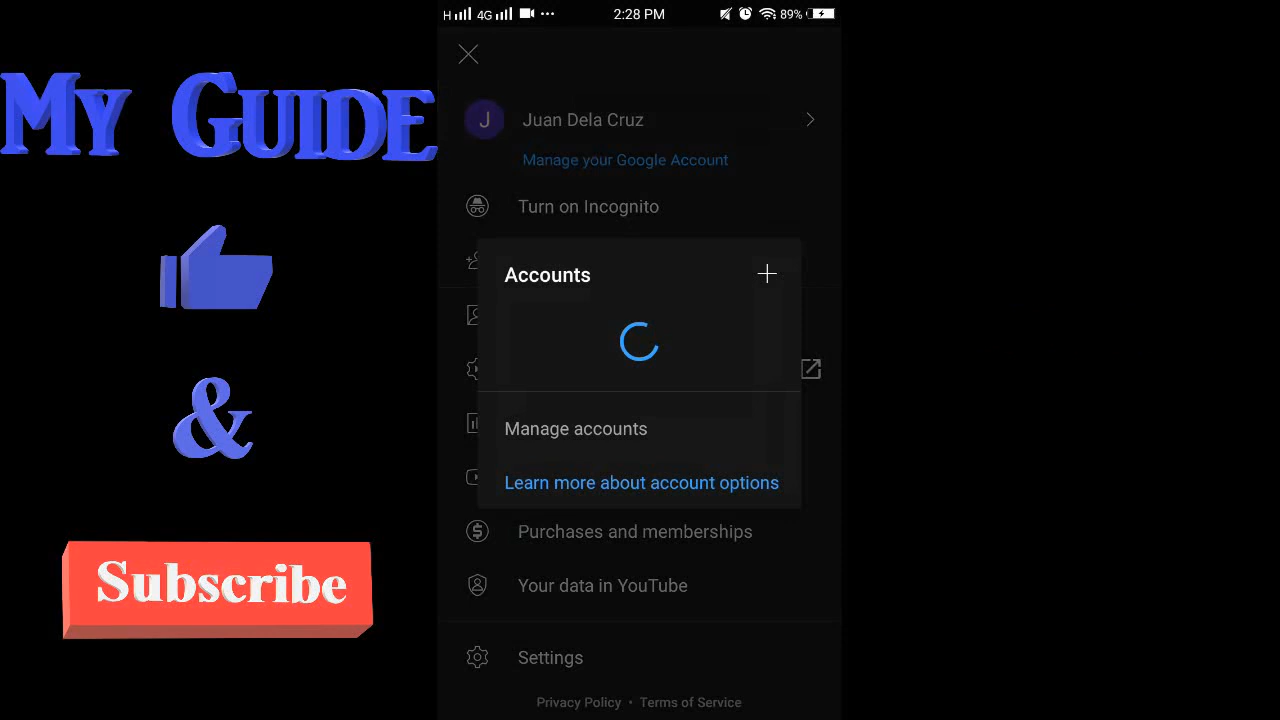 My Guide
&
Subscribe
H 4G ... 2:28 PM 89%
J Juan Dela Cruz
Manage your Google Account
Turn on Incognito
Accounts
Manage accounts
Learn more about account options
Purchases and memberships
Your data in YouTube
Settings
Privacy Policy • Terms of Service